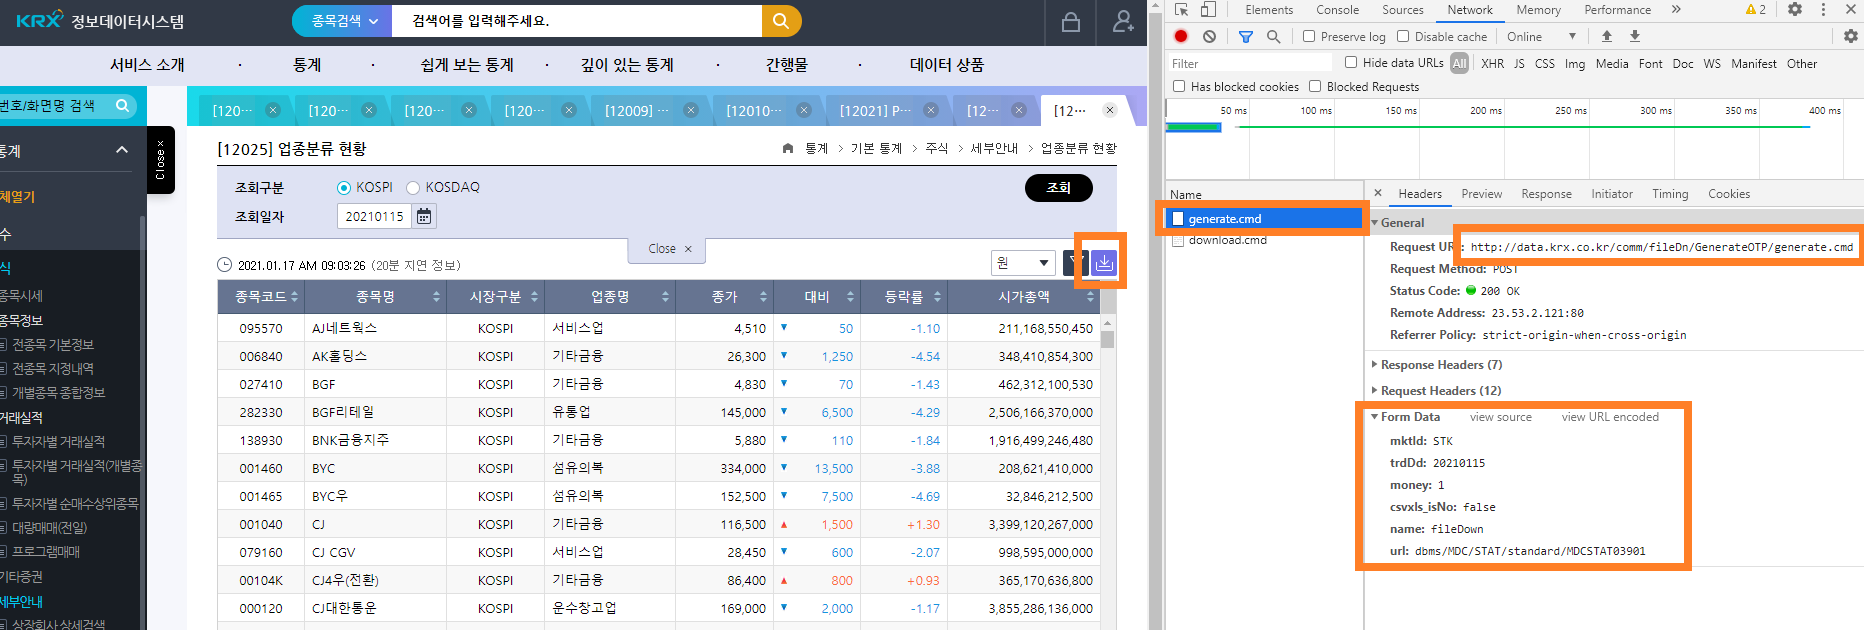 KRX 정보데이터시스템
종목검색
검색어를 입력해주세요.
서비스 소개 · 통계 · 쉽게 보는 통계 · 깊이 있는 통계 · 간행물 · 데이터 상품
번호/화면명 검색
통계
체열기
수
식
종목시세
종목정보
전종목 기본정보
전종목 지정내역
개별종목 종합정보
거래실적
투자자별 거래실적
투자자별 거래실적(개별종
목)
투자자별 순매수상위종목
대량매매(전일)
프로그램매매
기타증권
세부안내
상장회사 상세검색
Close ×
[120···
[120···
[120···
[120···
[12009] ···
[12010···
[12021] P···
[12···
[12···
[12025] 업종분류 현황
통계 > 기본 통계 > 주식 > 세부안내 > 업종분류 현황
조회구분 KOSPI KOSDAQ
조회
조회일자 20210115
Close ×
2021.01.17 AM 09:03:26 (20분 지연 정보)
원
종목코드 종목명 시장구분 업종명 종가 대비 등락률 시가총액
095570 AJ네트웍스 KOSPI 서비스업 4,510 ▼ 50 -1.10 211,168,550,450
006840 AK홀딩스 KOSPI 기타금융 26,300 ▼ 1,250 -4.54 348,410,854,300
027410 BGF KOSPI 기타금융 4,830 ▼ 70 -1.43 462,312,100,530
282330 BGF리테일 KOSPI 유통업 145,000 ▼ 6,500 -4.29 2,506,166,370,000
138930 BNK금융지주 KOSPI 기타금융 5,880 ▼ 110 -1.84 1,916,499,246,480
001460 BYC KOSPI 섬유의복 334,000 ▼ 13,500 -3.88 208,621,410,000
001465 BYC우 KOSPI 섬유의복 152,500 ▼ 7,500 -4.69 32,846,212,500
001040 CJ KOSPI 기타금융 116,500 ▲ 1,500 +1.30 3,399,120,267,000
079160 CJ CGV KOSPI 서비스업 28,450 ▼ 600 -2.07 998,595,000,000
00104K CJ4우(전환) KOSPI 기타금융 86,400 ▲ 800 +0.93 365,170,636,800
000120 CJ대한통운 KOSPI 운수창고업 169,000 ▼ 2,000 -1.17 3,855,286,136,000
Elements Console Sources Network Memory Performance » 2
Preserve log Disable cache Online
Filter Hide data URLs All XHR JS CSS Img Media Font Doc WS Manifest Other
Has blocked cookies Blocked Requests
50 ms 100 ms 150 ms 200 ms 250 ms 300 ms 350 ms 400 ms
Name
generate.cmd
download.cmd
× Headers Preview Response Initiator Timing Cookies
General
Request UR : http://data.krx.co.kr/comm/fileDn/GenerateOTP/generate.cmd
Request Method: POST
Status Code: 200 OK
Remote Address: 23.53.2.121:80
Referrer Policy: strict-origin-when-cross-origin
Response Headers (7)
Request Headers (12)
Form Data view source view URL encoded
mktId: STK
trdDd: 20210115
money: 1
csvxls_isNo: false
name: fileDown
url: dbms/MDC/STAT/standard/MDCSTAT03901